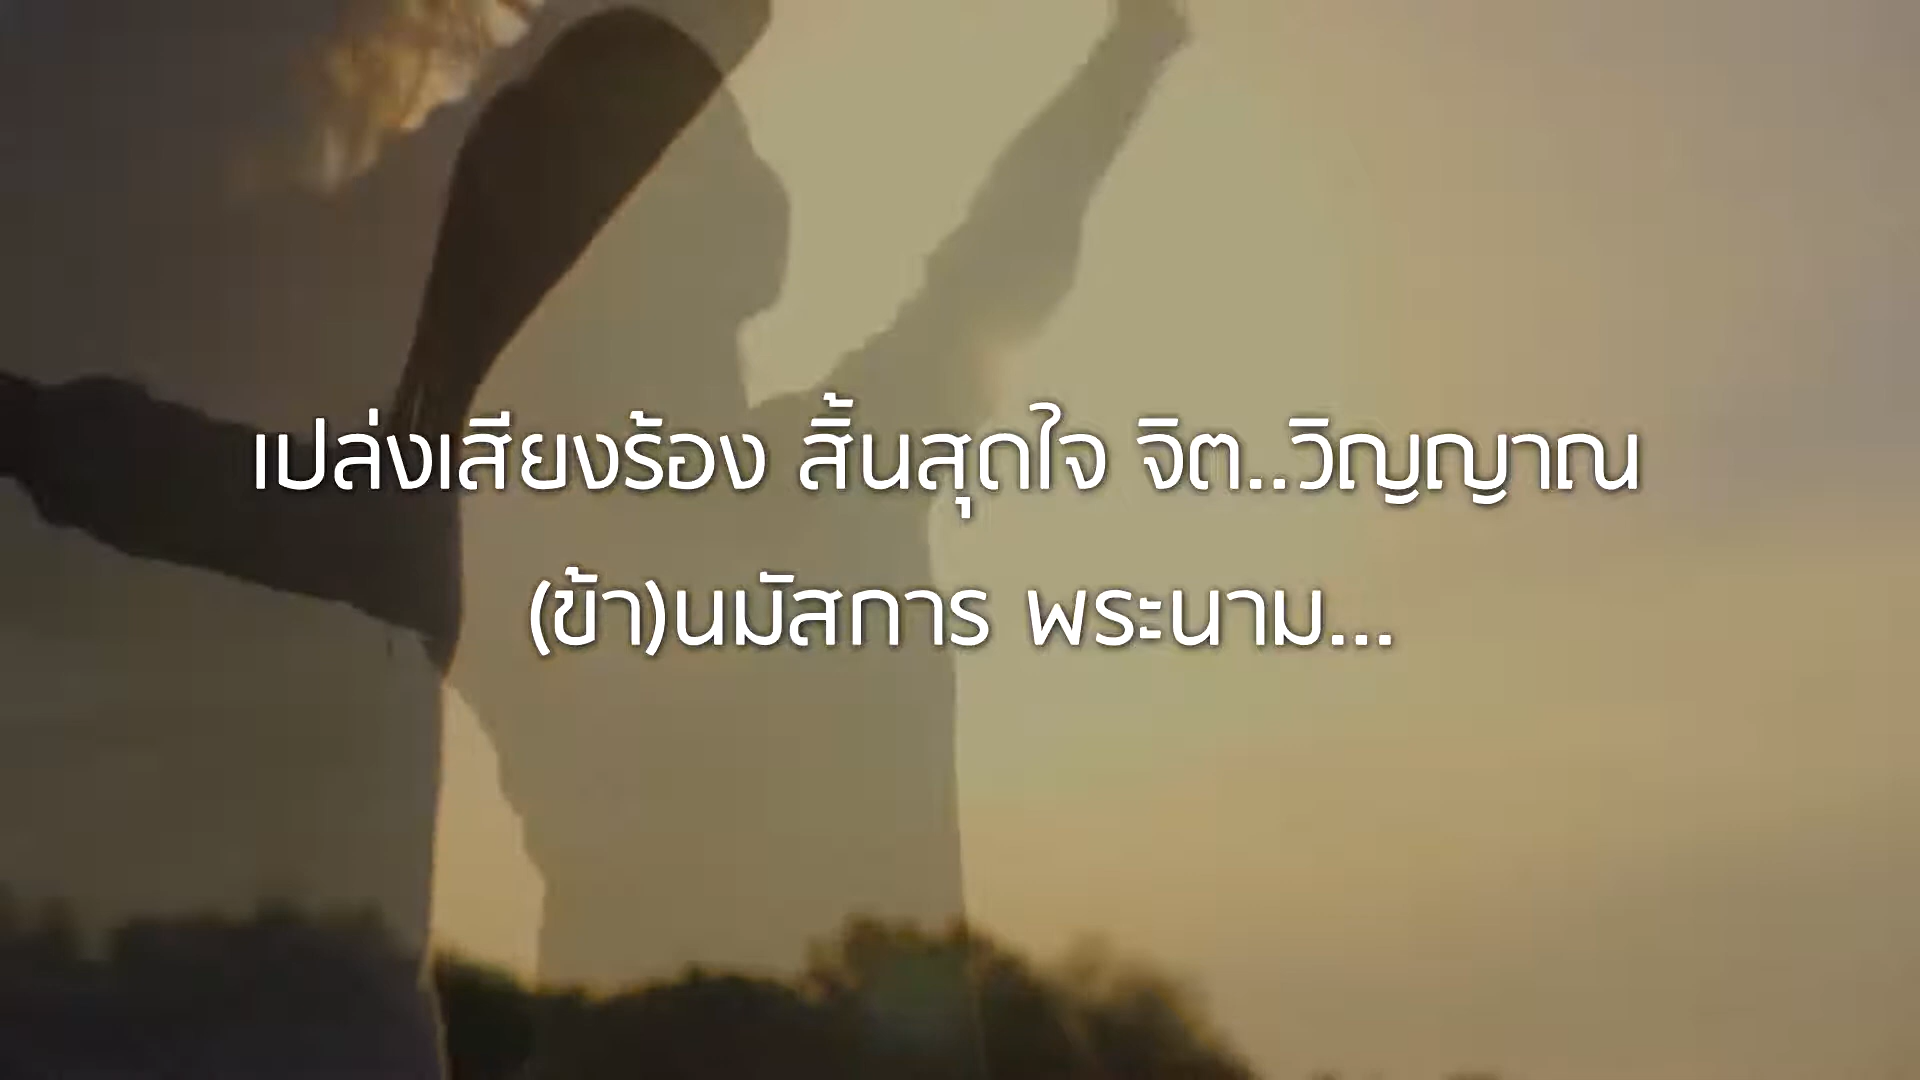 เปล่งเสียงร้อง สิ้นสุดใจ จิต..วิญญาณ
(ข้า)นมัสการ พระนาม...